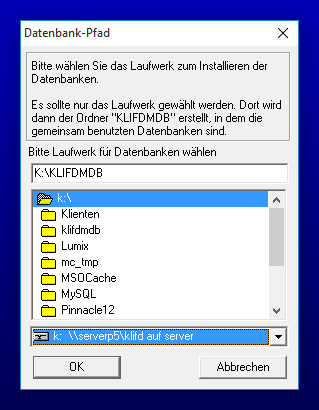 Datenbank-Pfad
Bitte wählen Sie das Laufwerk zum Installieren der
Datenbanken.
Es sollte nur das Laufwerk gewählt werden. Dort wird
dann der Ordner "KLIFDMDB" erstellt, in dem die
gemeinsam benutzten Datenbanken sind.
Bitte Laufwerk für Datenbanken wählen
K:\KLIFDMDB
k:\
Klienten
klifdmdb
Lumix
mc_tmp
MSOCache
MySQL
Pinnacle12
k: \\serverp5\klifd auf server
OK
Abbrechen